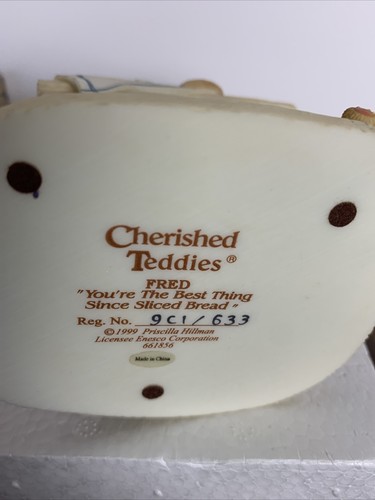 Cherished
Teddies®
FRED
"You're The Best Thing
Since Sliced Bread"
Reg. No. 9C1/633
©1999 Priscilla Hillman
Licensee Enesco Corporation
661856
Made in China